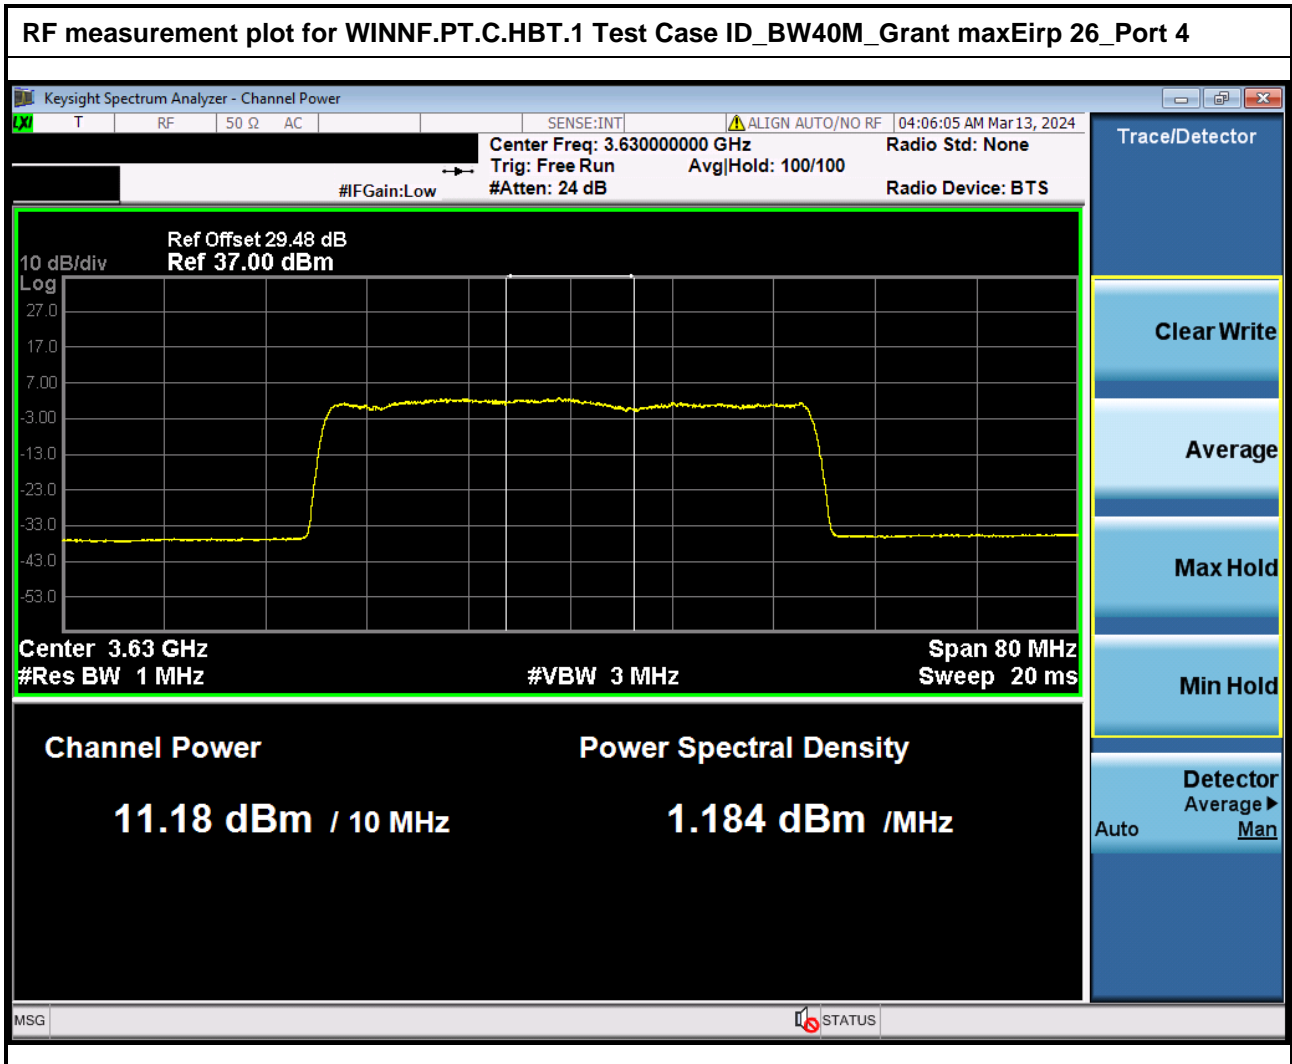 RF measurement plot for WINNF.PT.C.HBT.1 Test Case ID_BW40M_Grant maxEirp 26_Port 4
Keysight Spectrum Analyzer - Channel Power
LXI T RF 50 Ω AC SENSE:INT ALIGN AUTO/NO RF 04:06:05 AM Mar 13, 2024
Center Freq: 3.630000000 GHz Radio Std: None
Trig: Free Run Avg|Hold: 100/100
#IFGain:Low #Atten: 24 dB Radio Device: BTS
Ref Offset 29.48 dB
10 dB/div Ref 37.00 dBm
Log
27.0
17.0
7.00
-3.00
-13.0
-23.0
-33.0
-43.0
-53.0
Center 3.63 GHz Span 80 MHz
#Res BW 1 MHz #VBW 3 MHz Sweep 20 ms
Channel Power Power Spectral Density
11.18 dBm / 10 MHz 1.184 dBm /MHz
Trace/Detector
Clear Write
Average
Max Hold
Min Hold
Detector
Average
Auto Man
MSG STATUS